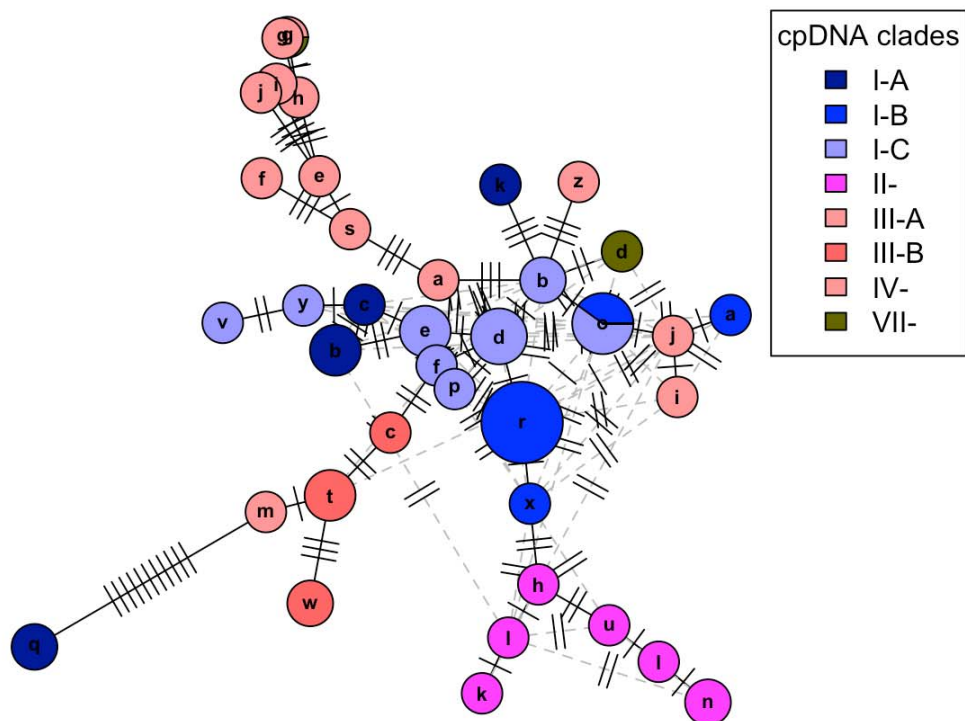 cpDNA clades
I-A
I-B
I-C
II-
III-A
III-B
IV-
VII-
g g
j i h
f e
s
k z
a b d
v y c e d o j a
b f p i
r
c
t
m x
w h
q l u
k l n